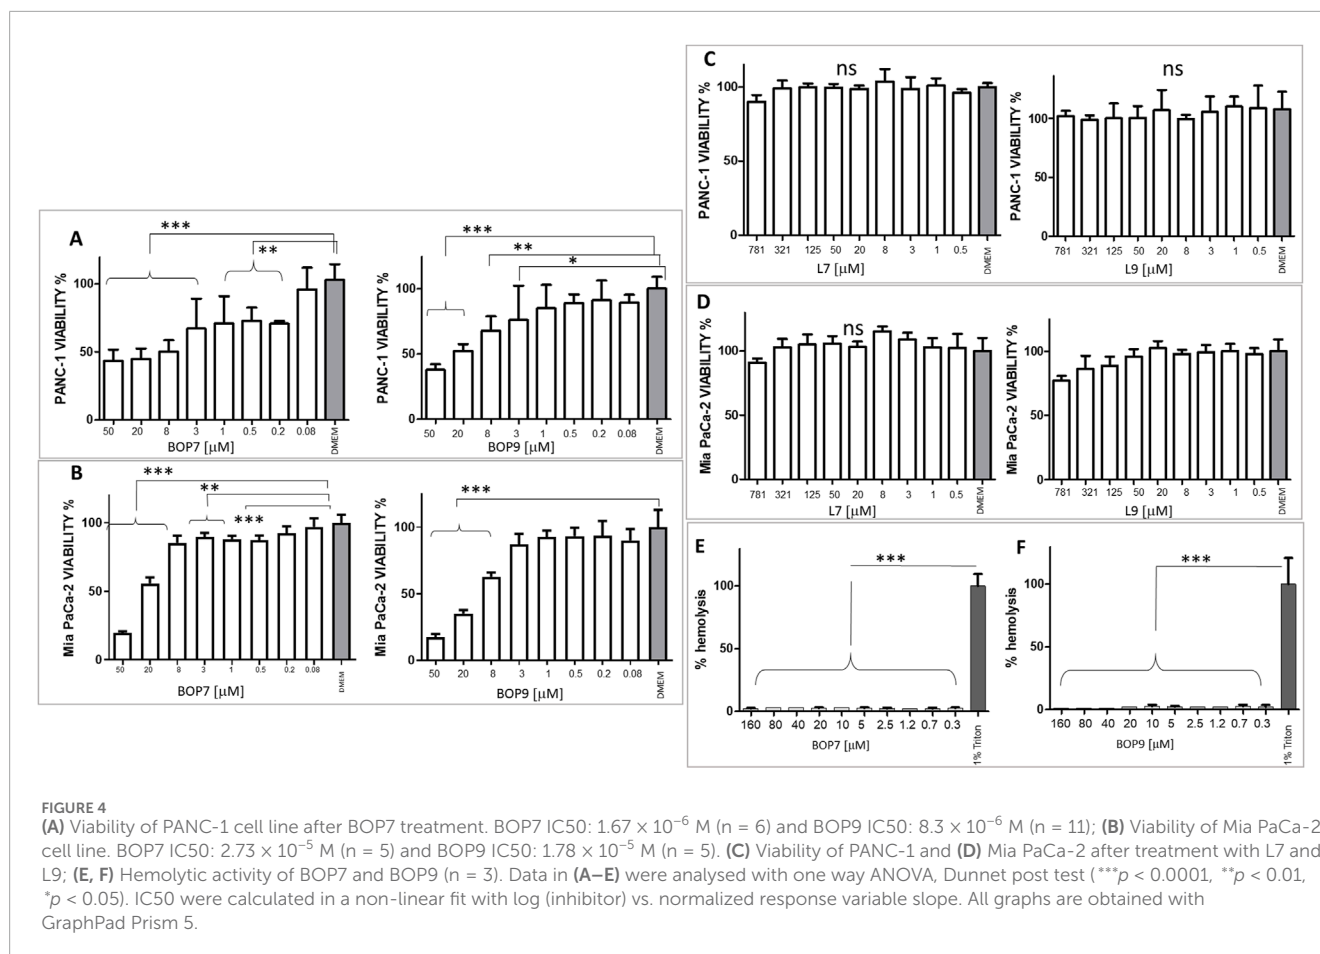 C
ns
ns
PANC-1 VIABILITY %
100
50
0
781 321 125 50 20 8 3 1 0.5 DMEM
L7 [µM]
PANC-1 VIABILITY %
100
50
0
781 321 125 50 20 8 3 1 0.5 DMEM
L9 [µM]
A
***
**
PANC-1 VIABILITY %
100
50
0
50 20 8 3 1 0.5 0.2 0.08 DMEM
BOP7 [µM]
***
**
*
PANC-1 VIABILITY %
100
50
0
50 20 8 3 1 0.5 0.2 0.08 DMEM
BOP9 [µM]
D
ns
Mia PaCa-2 VIABILITY %
100
50
0
781 321 125 50 20 8 3 1 0.5 DMEM
L7 [µM]
Mia PaCa-2 VIABILITY %
100
50
0
781 321 125 50 20 8 3 1 0.5 DMEM
L9 [µM]
B
***
**
***
Mia PaCa-2 VIABILITY %
100
50
0
50 20 8 3 1 0.5 0.2 0.08 DMEM
BOP7 [µM]
***
Mia PaCa-2 VIABILITY %
100
50
0
50 20 8 3 1 0.5 0.2 0.08 DMEM
BOP9 [µM]
E
***
% hemolysis
100
50
0
160 80 40 20 10 5 2.5 1.2 0.7 0.3 1% Triton
BOP7 [µM]
F
***
% hemolysis
100
50
0
160 80 40 20 10 5 2.5 1.2 0.7 0.3 1% Triton
BOP9 [µM]
FIGURE 4
(A) Viability of PANC-1 cell line after BOP7 treatment. BOP7 IC50: 1.67 × 10⁻⁶ M (n = 6) and BOP9 IC50: 8.3 × 10⁻⁶ M (n = 11); (B) Viability of Mia PaCa-2
cell line. BOP7 IC50: 2.73 × 10⁻⁵ M (n = 5) and BOP9 IC50: 1.78 × 10⁻⁵ M (n = 5). (C) Viability of PANC-1 and (D) Mia PaCa-2 after treatment with L7 and
L9; (E, F) Hemolytic activity of BOP7 and BOP9 (n = 3). Data in (A–E) were analysed with one way ANOVA, Dunnet post test (***p < 0.0001, **p < 0.01,
*p < 0.05). IC50 were calculated in a non-linear fit with log (inhibitor) vs. normalized response variable slope. All graphs are obtained with
GraphPad Prism 5.